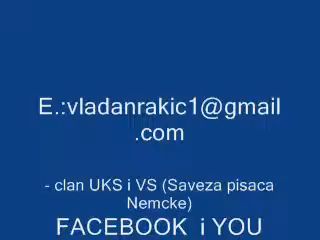 E.:vladanrakic1@gmail
.com
- clan UKS i VS (Saveza pisaca
Nemcke)
FACEBOOK  i YOU